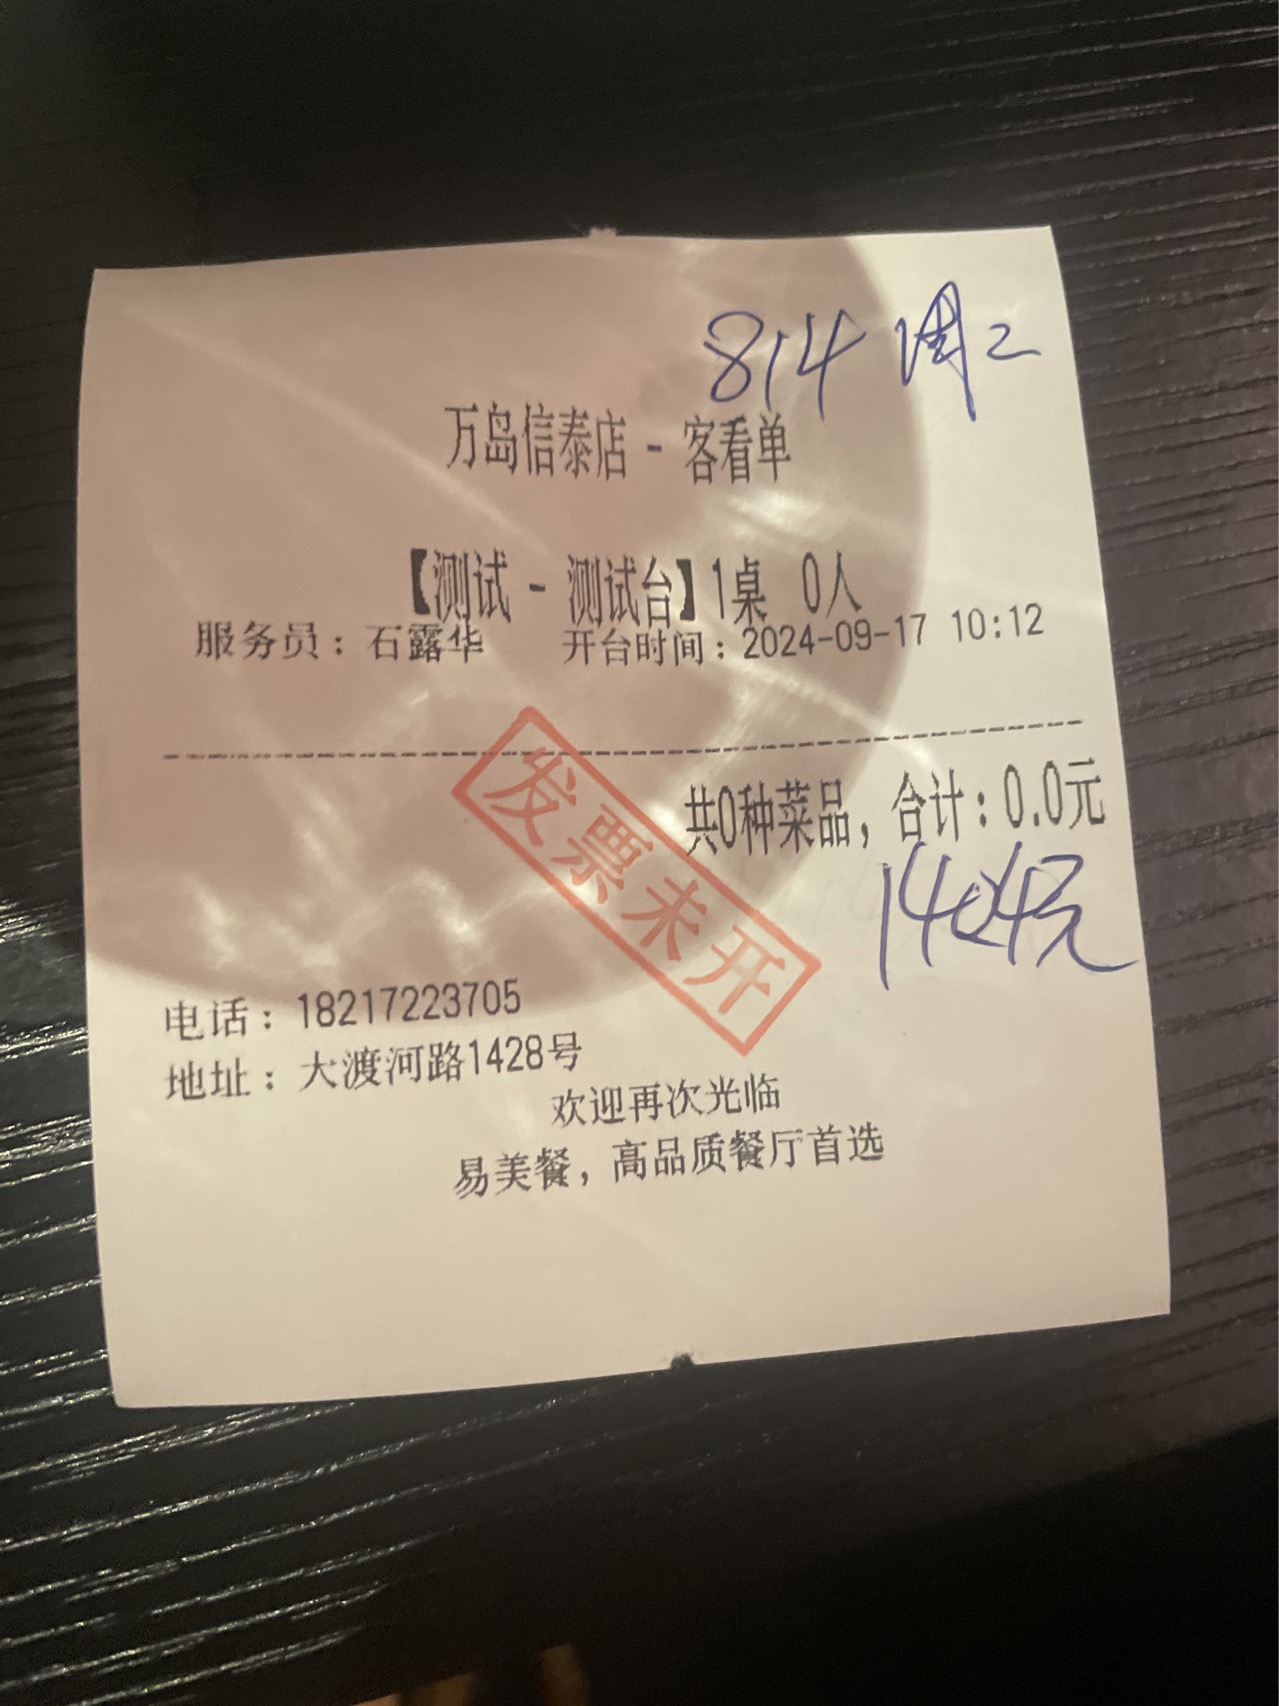 814 周二
万岛信泰店 - 客看单
【测试 - 测试台】1桌 0人
服务员：石露华 开台时间：2024-09-17 10:12
共0种菜品，合计：0.0元
1404元
发票未开
电话：18217223705
地址：大渡河路1428号
欢迎再次光临
易美餐，高品质餐厅首选